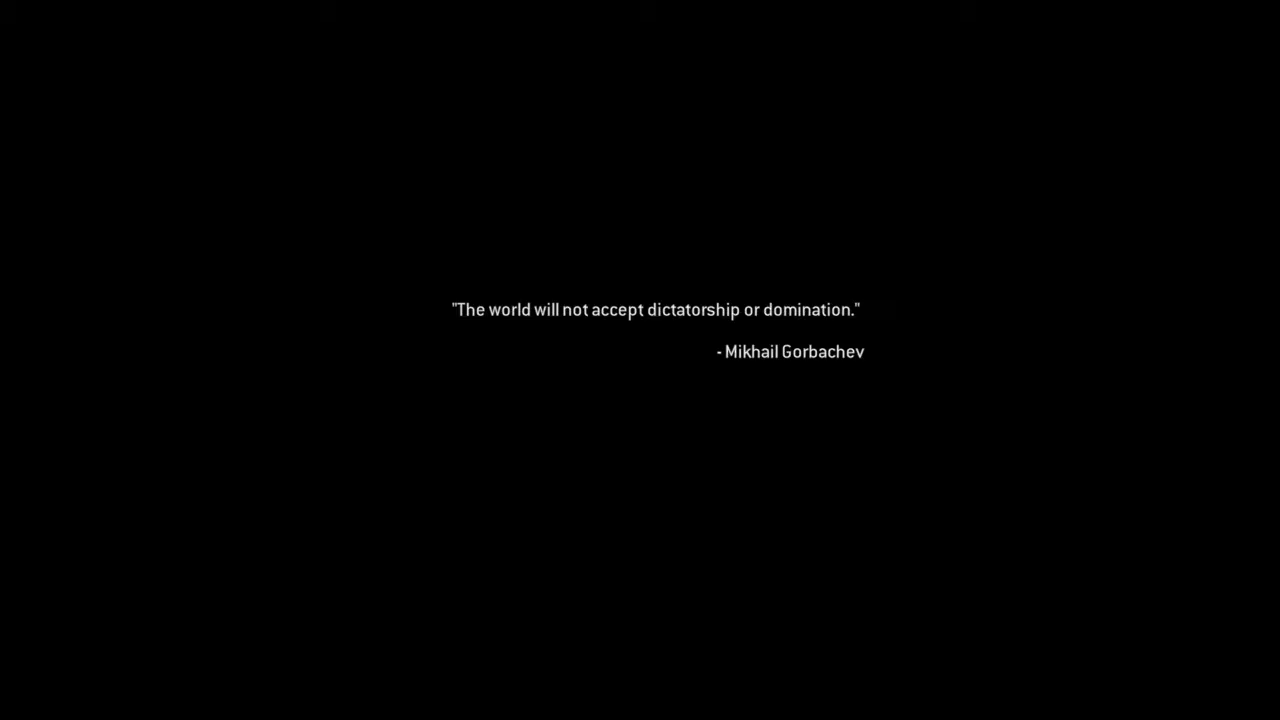 "The world will not accept dictatorship or domination."
- Mikhail Gorbachev